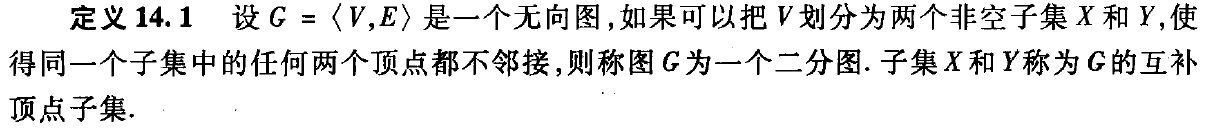 定义 14.1 设 G = ⟨V,E⟩ 是一个无向图,如果可以把 V 划分为两个非空子集 X 和 Y,使
得同一个子集中的任何两个顶点都不邻接,则称图 G 为一个二分图. 子集 X 和 Y 称为 G 的互补
顶点子集.